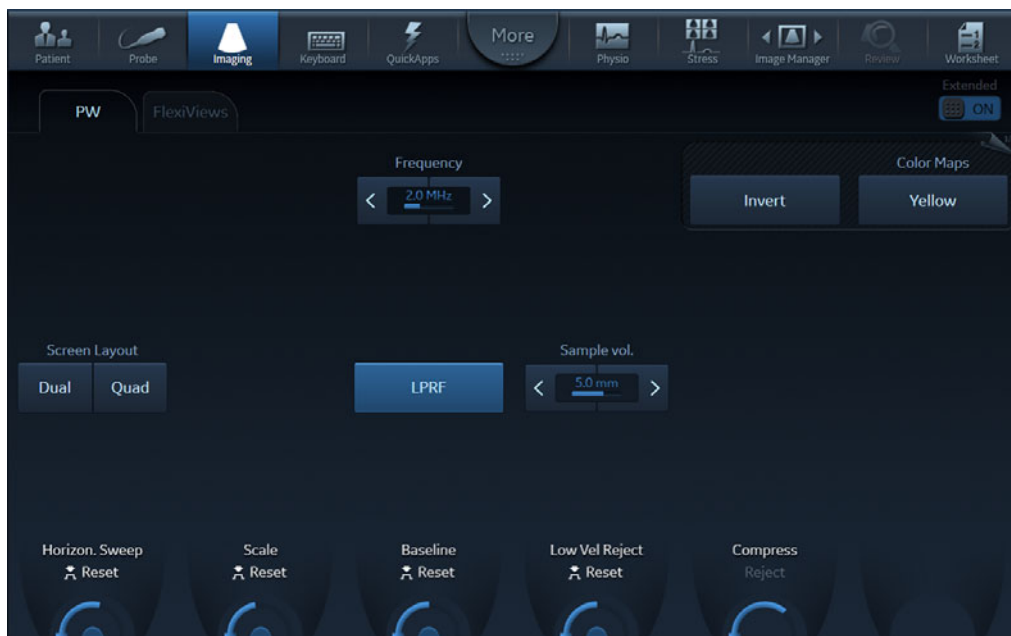 Patient
Probe
Imaging
Keyboard
QuickApps
More
Physio
Stress
Image Manager
Review
Worksheet
PW
FlexiViews
Extended
ON
Frequency
2.0 MHz
Color Maps
Invert
Yellow
Screen Layout
Dual
Quad
LPRF
Sample vol.
5.0 mm
Horizon. Sweep
Reset
Scale
Reset
Baseline
Reset
Low Vel Reject
Reset
Compress
Reject